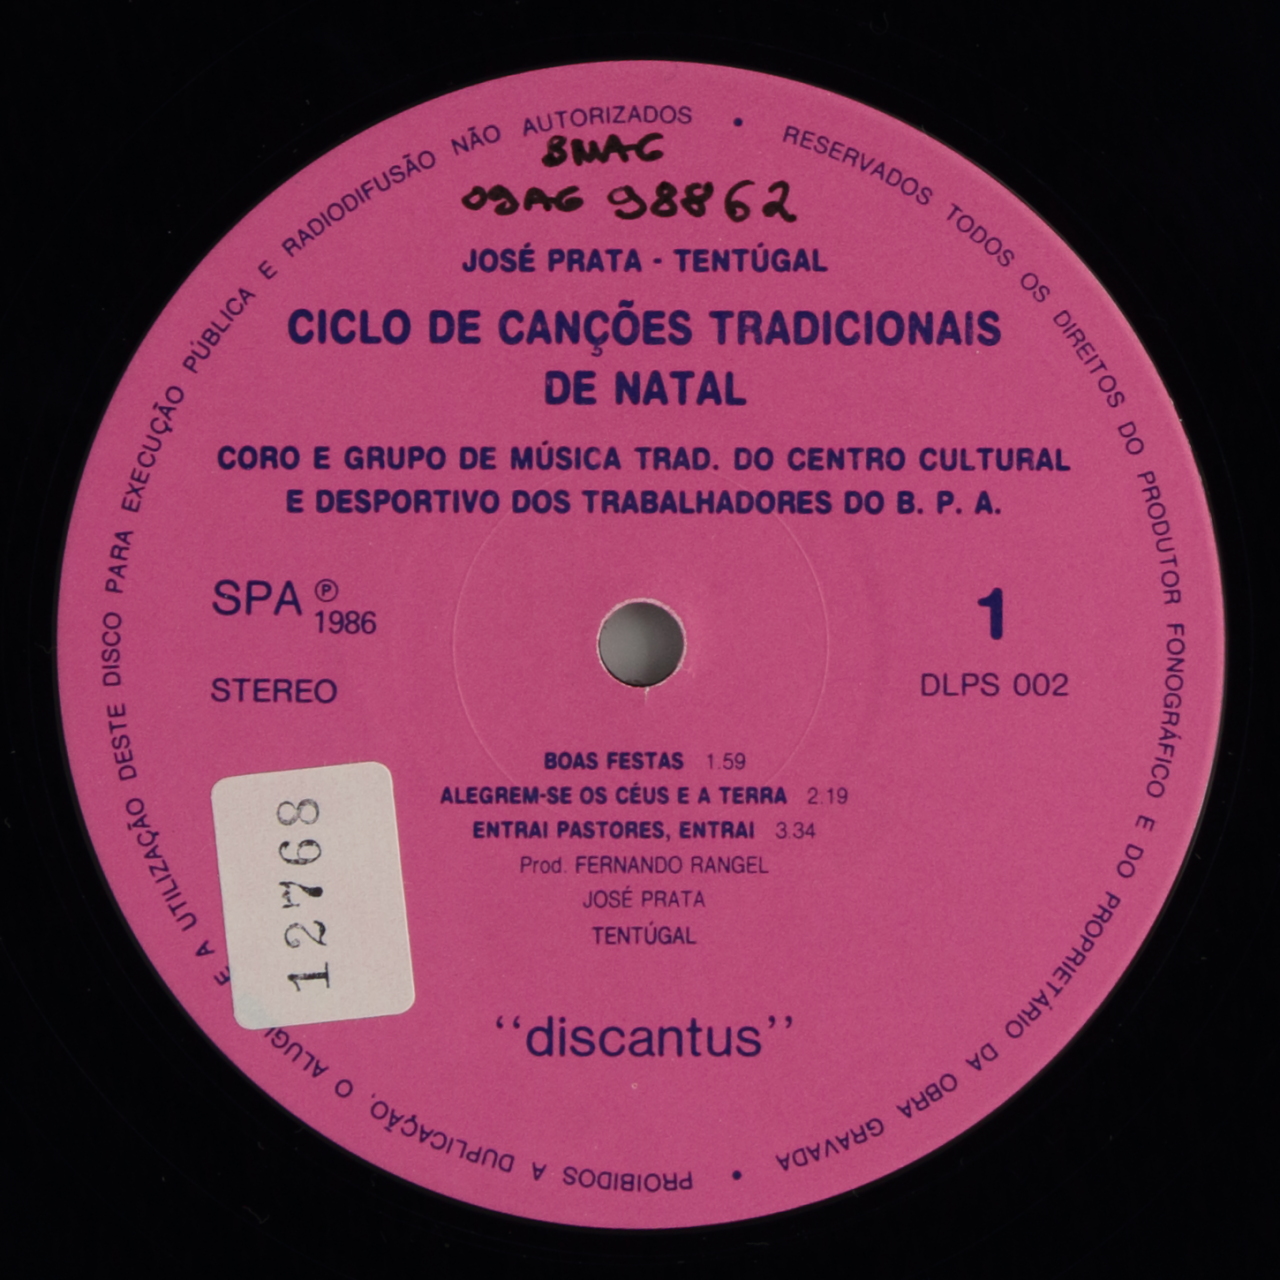 RESERVADOS TODOS OS DIREITOS DO PRODUTOR FONOGRÁFICO E DO PROPRIETÁRIO DA OBRA GRAVADA •
PROIBIDOS A DUPLICAÇÃO, O ALUG
E A UTILIZAÇÃO DESTE DISCO PARA EXECUÇÃO PÚBLICA E RADIODIFUSÃO NÃO AUTORIZADOS •
BMAG
09AG 98862
JOSÉ PRATA - TENTÚGAL
CICLO DE CANÇÕES TRADICIONAIS
DE NATAL
CORO E GRUPO DE MÚSICA TRAD. DO CENTRO CULTURAL
E DESPORTIVO DOS TRABALHADORES DO B. P. A.
SPA ℗
1986
STEREO
1
DLPS 002
BOAS FESTAS 1.59
ALEGREM-SE OS CÉUS E A TERRA 2.19
ENTRAI PASTORES, ENTRAI 3.34
Prod. FERNANDO RANGEL
JOSÉ PRATA
TENTÚGAL
12768
"discantus"